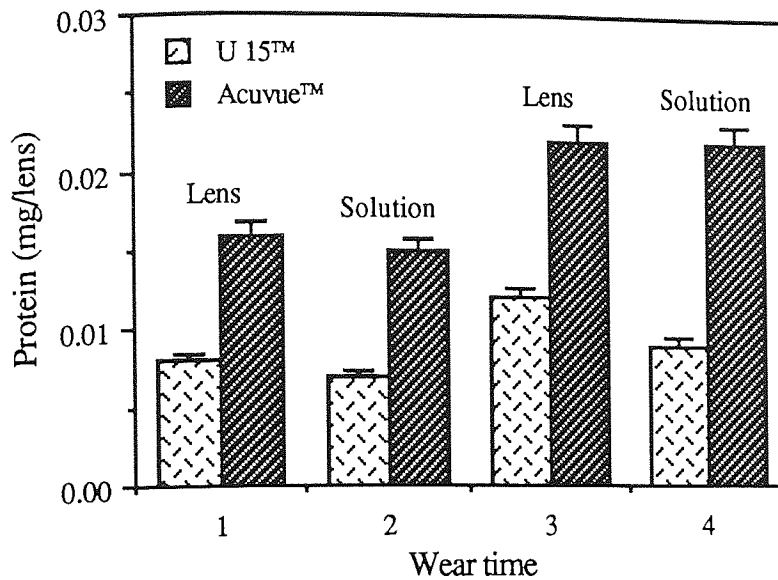 0.03
U 15™
Acuvue™
Lens
Solution
0.02
Lens
Solution
0.01
0.00
1 2 3 4
Wear time
Protein (mg/lens)